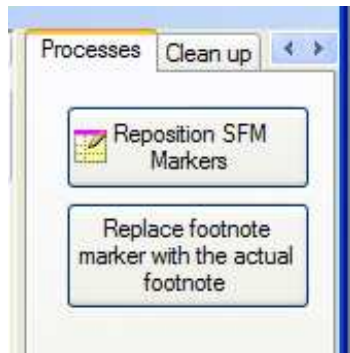 Processes
Clean up
Reposition SFM
Markers
Replace footnote
marker with the actual
footnote